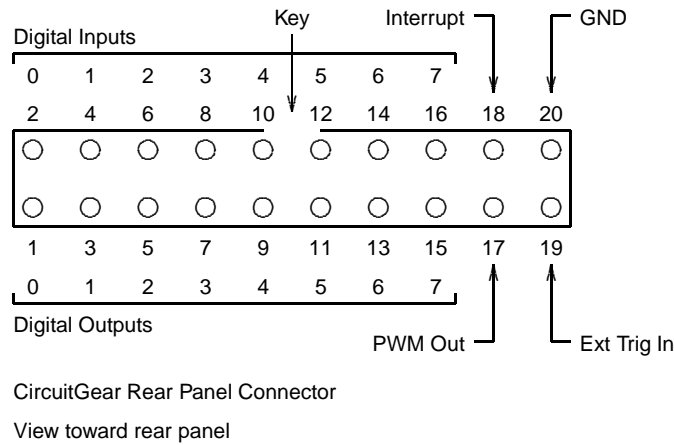 Key Interrupt GND
Digital Inputs
0 1 2 3 4 5 6 7
2 4 6 8 10 12 14 16 18 20
1 3 5 7 9 11 13 15 17 19
0 1 2 3 4 5 6 7
Digital Outputs
PWM Out Ext Trig In
CircuitGear Rear Panel Connector
View toward rear panel